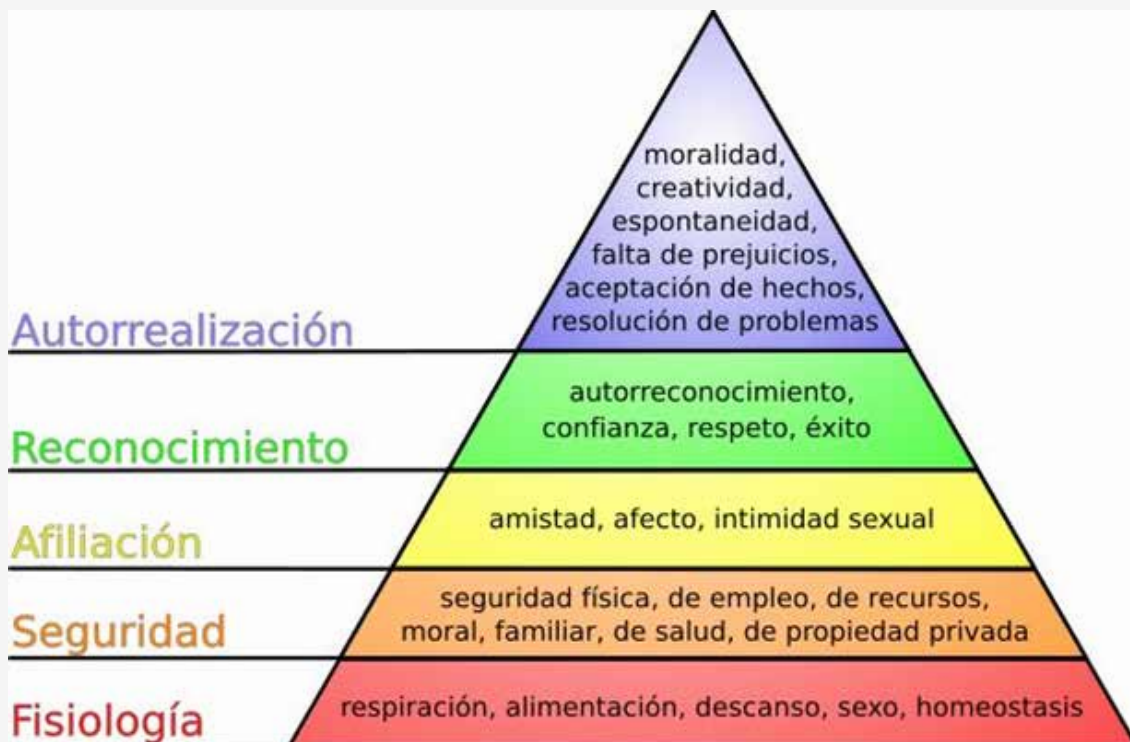 moralidad,
creatividad,
espontaneidad,
falta de prejuicios,
aceptación de hechos,
resolución de problemas
Autorrealización
autorreconocimiento,
confianza, respeto, éxito
Reconocimiento
amistad, afecto, intimidad sexual
Afiliación
seguridad física, de empleo, de recursos,
moral, familiar, de salud, de propiedad privada
Seguridad
respiración, alimentación, descanso, sexo, homeostasis
Fisiología